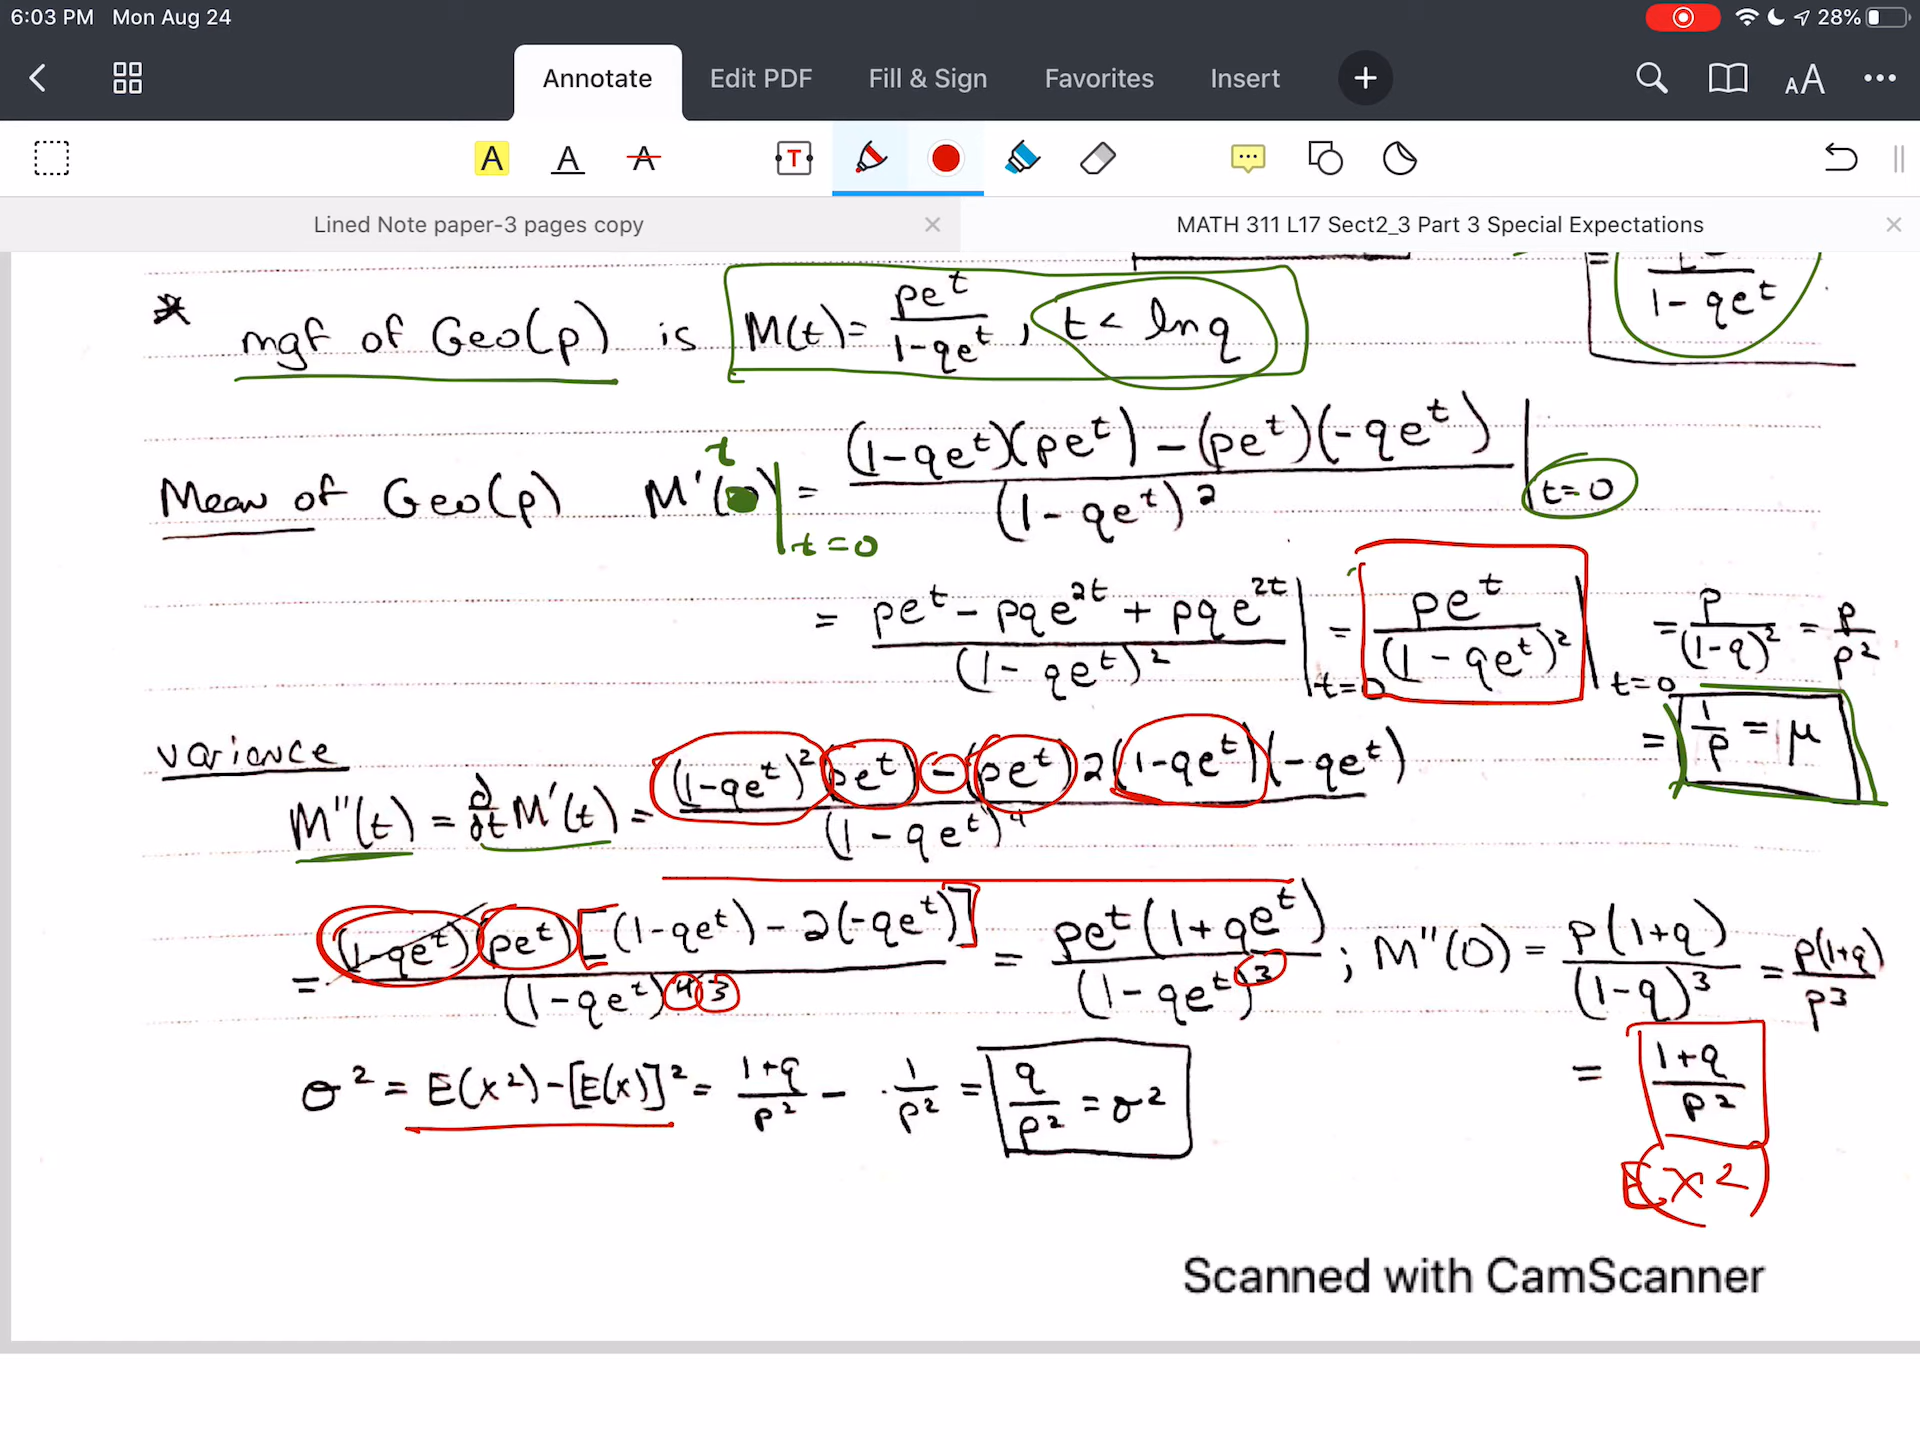 6:03 PM Mon Aug 24 28%
Annotate Edit PDF Fill & Sign Favorites Insert
Lined Note paper-3 pages copy MATH 311 L17 Sect2_3 Part 3 Special Expectations
* mgf of Geo(p) is M(t)= pe^t / 1-qe^t , t < ln q = / 1-qe^t
Mean of Geo(p) M'(t)|t=0 = (1-qe^t)(pe^t) - (pe^t)(-qe^t) / (1-qe^t)^2 | t=0
= pe^t - pqe^2t + pqe^2t / (1-qe^t)^2 | t=0 = pe^t / (1-qe^t)^2 | t=0 = p / (1-q)^2 = p / p^2
= 1/p = μ
variance
M''(t) = d/dt M'(t) = (1-qe^t)^2 (pe^t) - (pe^t) 2(1-qe^t)(-qe^t) / (1-qe^t)^4
= (1-qe^t)(pe^t)[(1-qe^t) - 2(-qe^t)] / (1-qe^t)^4 3 = pe^t(1+qe^t) / (1-qe^t)^3 ; M''(0) = p(1+q) / (1-q)^3 = p(1+q) / p^3
= 1+q / p^2
σ^2 = E(x^2) - [E(x)]^2 = 1+q / p^2 - 1 / p^2 = q / p^2 = σ^2
E(x^2)
Scanned with CamScanner